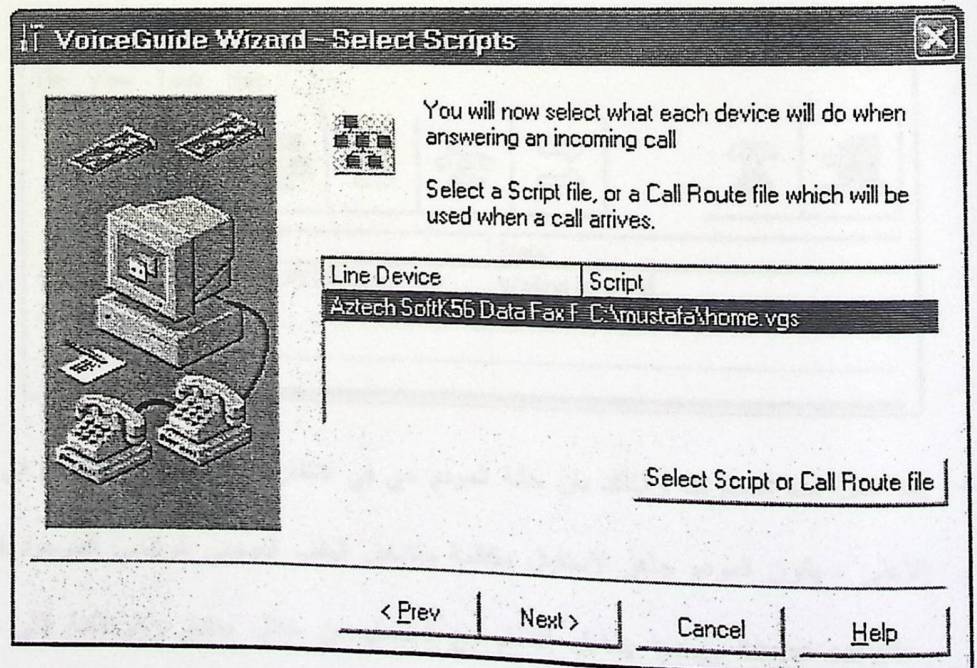 VoiceGuide Wizard - Select Scripts
You will now select what each device will do when
answering an incoming call
Select a Script file, or a Call Route file which will be
used when a call arrives.
Line Device Script
Aztech SoftK56 Data Fax F C:\mustafa\home.vgs
Select Script or Call Route file
< Prev Next > Cancel Help